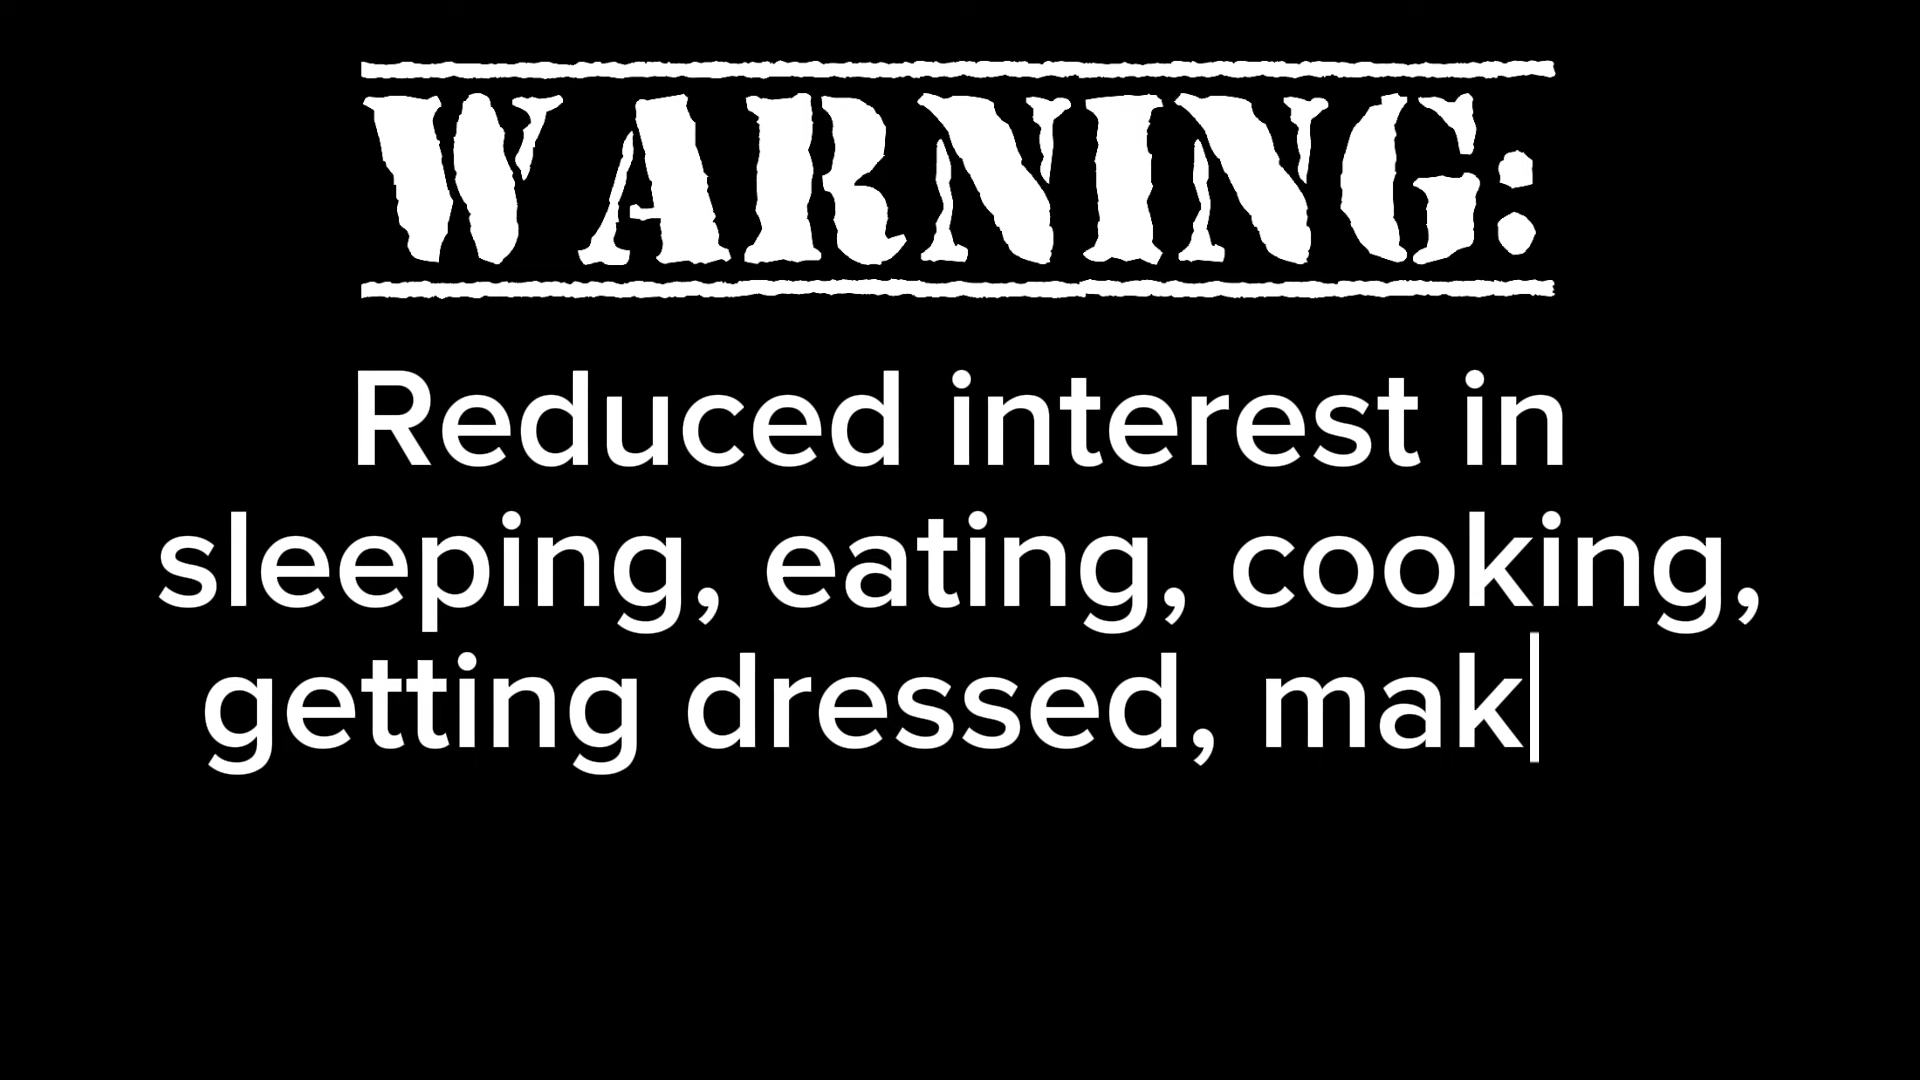 WARNING:
Reduced interest in
sleeping, eating, cooking,
getting dressed, mak